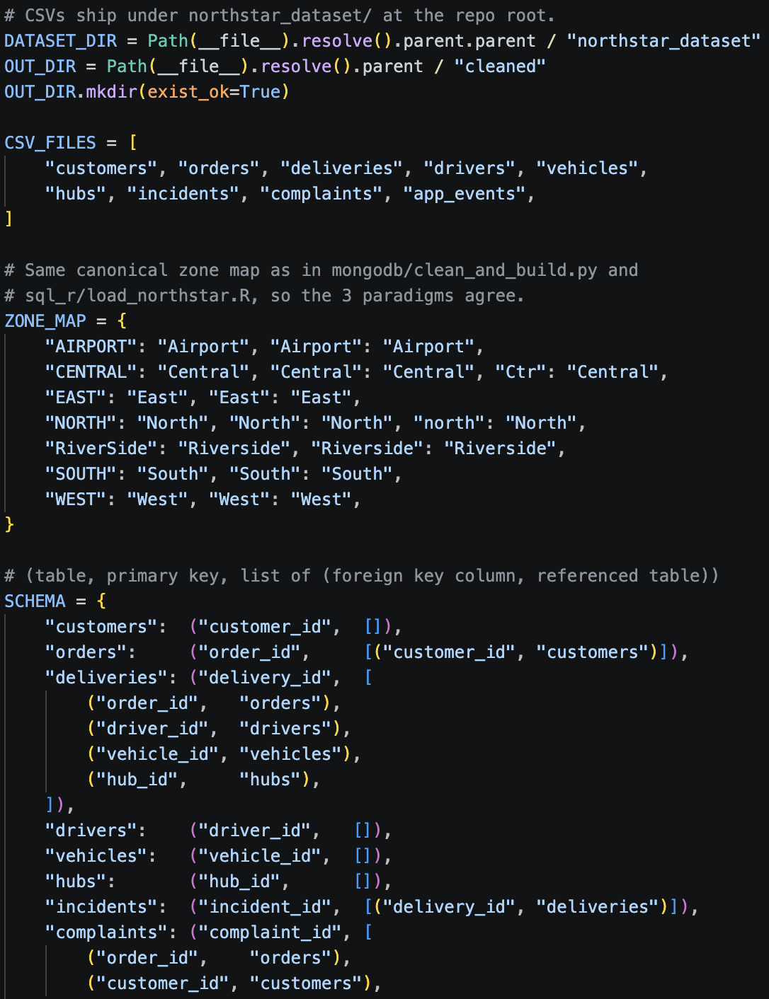 # CSVs ship under northstar_dataset/ at the repo root.
DATASET_DIR = Path(__file__).resolve().parent.parent / "northstar_dataset"
OUT_DIR = Path(__file__).resolve().parent / "cleaned"
OUT_DIR.mkdir(exist_ok=True)

CSV_FILES = [
    "customers", "orders", "deliveries", "drivers", "vehicles",
    "hubs", "incidents", "complaints", "app_events",
]

# Same canonical zone map as in mongodb/clean_and_build.py and
# sql_r/load_northstar.R, so the 3 paradigms agree.
ZONE_MAP = {
    "AIRPORT": "Airport", "Airport": "Airport",
    "CENTRAL": "Central", "Central": "Central", "Ctr": "Central",
    "EAST": "East", "East": "East",
    "NORTH": "North", "North": "North", "north": "North",
    "RiverSide": "Riverside", "Riverside": "Riverside",
    "SOUTH": "South", "South": "South",
    "WEST": "West", "West": "West",
}

# (table, primary key, list of (foreign key column, referenced table))
SCHEMA = {
    "customers":  ("customer_id",  []),
    "orders":     ("order_id",     [("customer_id", "customers")]),
    "deliveries": ("delivery_id",  [
        ("order_id",   "orders"),
        ("driver_id",  "drivers"),
        ("vehicle_id", "vehicles"),
        ("hub_id",     "hubs"),
    ]),
    "drivers":    ("driver_id",    []),
    "vehicles":   ("vehicle_id",   []),
    "hubs":       ("hub_id",       []),
    "incidents":  ("incident_id",  [("delivery_id", "deliveries")]),
    "complaints": ("complaint_id", [
        ("order_id",    "orders"),
        ("customer_id", "customers"),